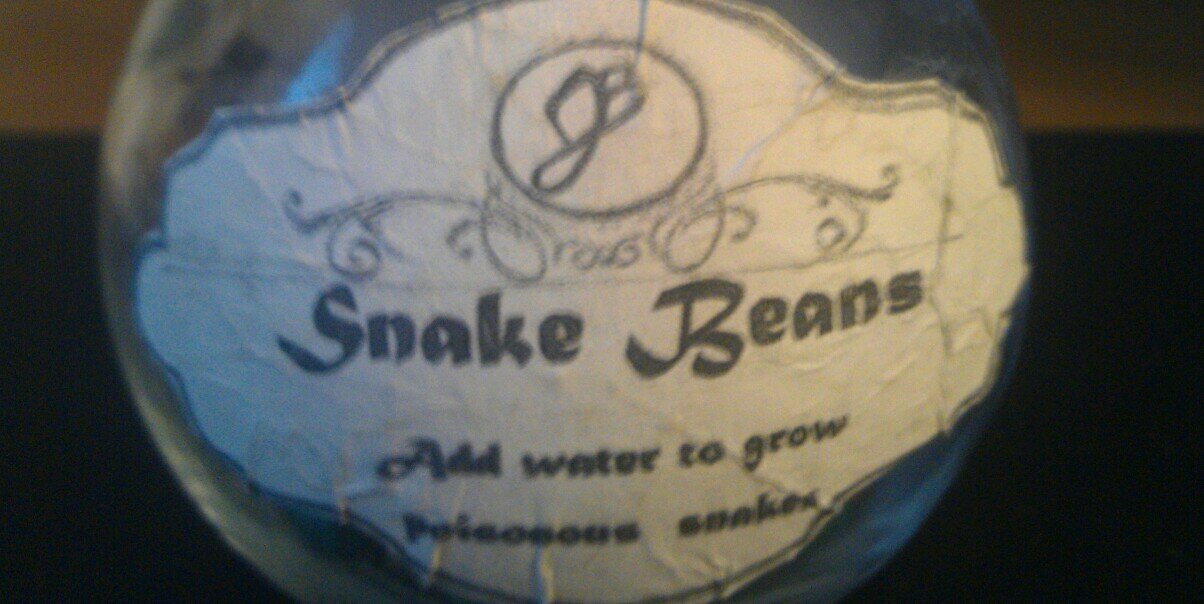 Snake Beans
Add water to grow
poisonous snakes